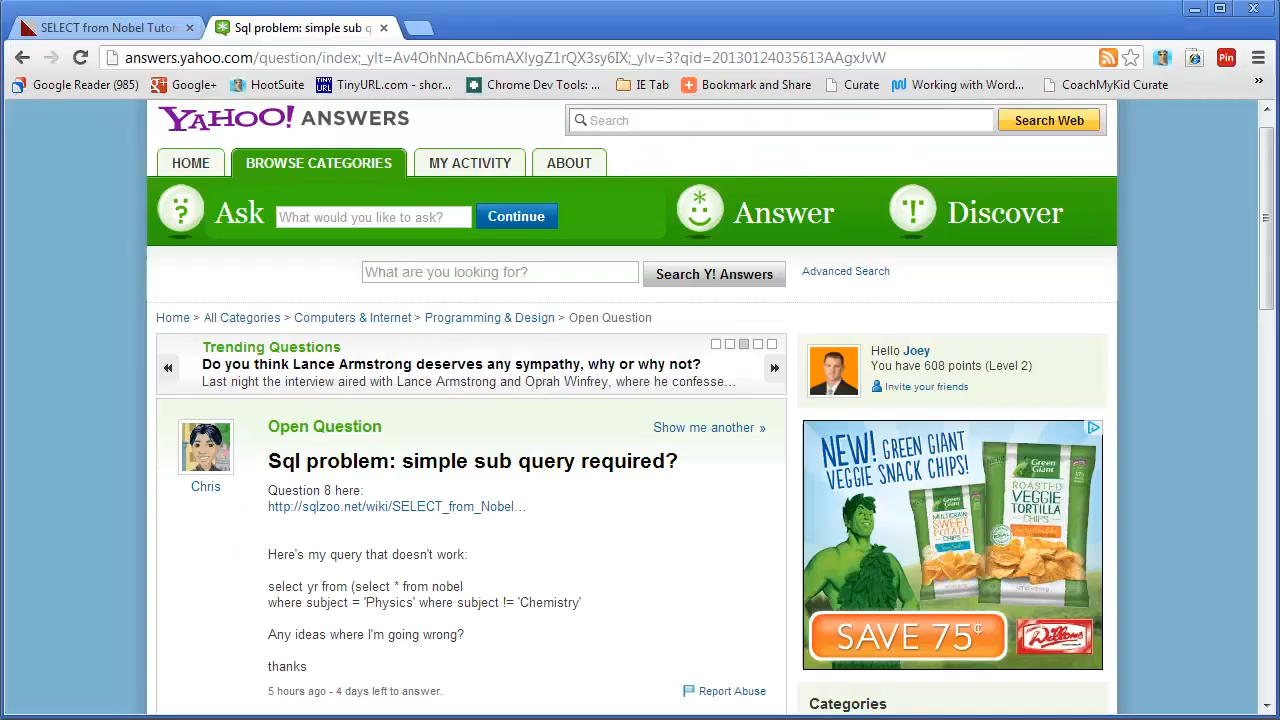 SELECT from Nobel Tutor
Sql problem: simple sub q
answers.yahoo.com/question/index;_ylt=Ay4OhNnACb6mAXlygZ1rQX3sy6IX;_ylv=3?qid=20130124035613AAgxJvW
Pin
Google Reader (985)
Google+
HootSuite
TinyURL.com - shor...
Chrome Dev Tools: ...
IE Tab
Bookmark and Share
Clicte
Working with Word...
CoachMyKid Curate
»
YAHOO! ANSWERS
Search
Search Web
HOME
BROWSE CATEGORIES
MY ACTIVITY
ABOUT
Ask
What would you like to ask?
Continue
Answer
Discover
What are you looking for?
Search Y! Answers
Advanced Search
Home > All Categories > Computers & Internet > Programming & Design > Open Question
Trending Questions
Do you think Lance Armstrong deserves any sympathy, why or why not?
Last night the interview aired with Lance Armstrong and Oprah Winfrey, where he confesse...
Hello Joey
You have 608 points (Level 2)
Invite your friends
Chris
Open Question
Show me another »
Sql problem: simple sub query required?
Question 8 here:
http://sqlzoo.net/wiki/SELECT_from_Nobel...
Here's my query that doesn't work:
select yr from (select * from nobel
where subject = 'Physics' where subject != 'Chemistry'
Any ideas where I'm going wrong?
thanks
5 hours ago - 4 days left to answer.
Report Abuse
NEW! GREEN GIANT
VEGGIE SNACK CHIPS!
Green Giant
MULTIGRAIN
SWEET
POTATO
CHIPS
Green Giant
ROASTED
VEGGIE
TORTILLA
CHIPS
SAVE 75¢
Categories